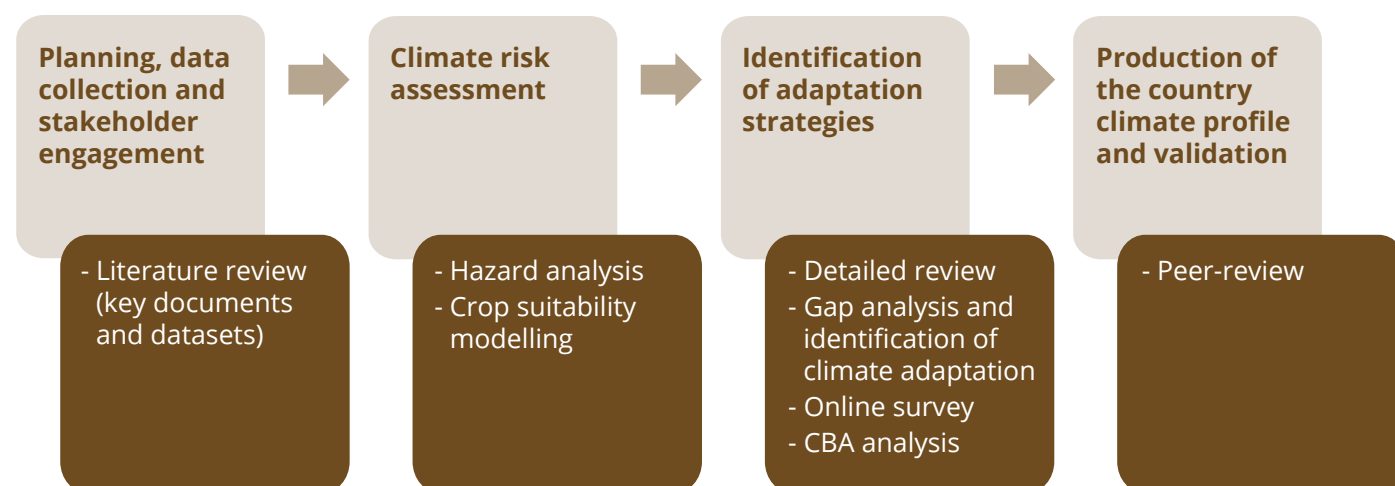 Planning, data
collection and
stakeholder
engagement
- Literature review
(key documents
and datasets)
Climate risk
assessment
- Hazard analysis
- Crop suitability
modelling
Identification
of adaptation
strategies
- Detailed review
- Gap analysis and
identification of
climate adaptation
- Online survey
- CBA analysis
Production of
the country
climate profile
and validation
- Peer-review